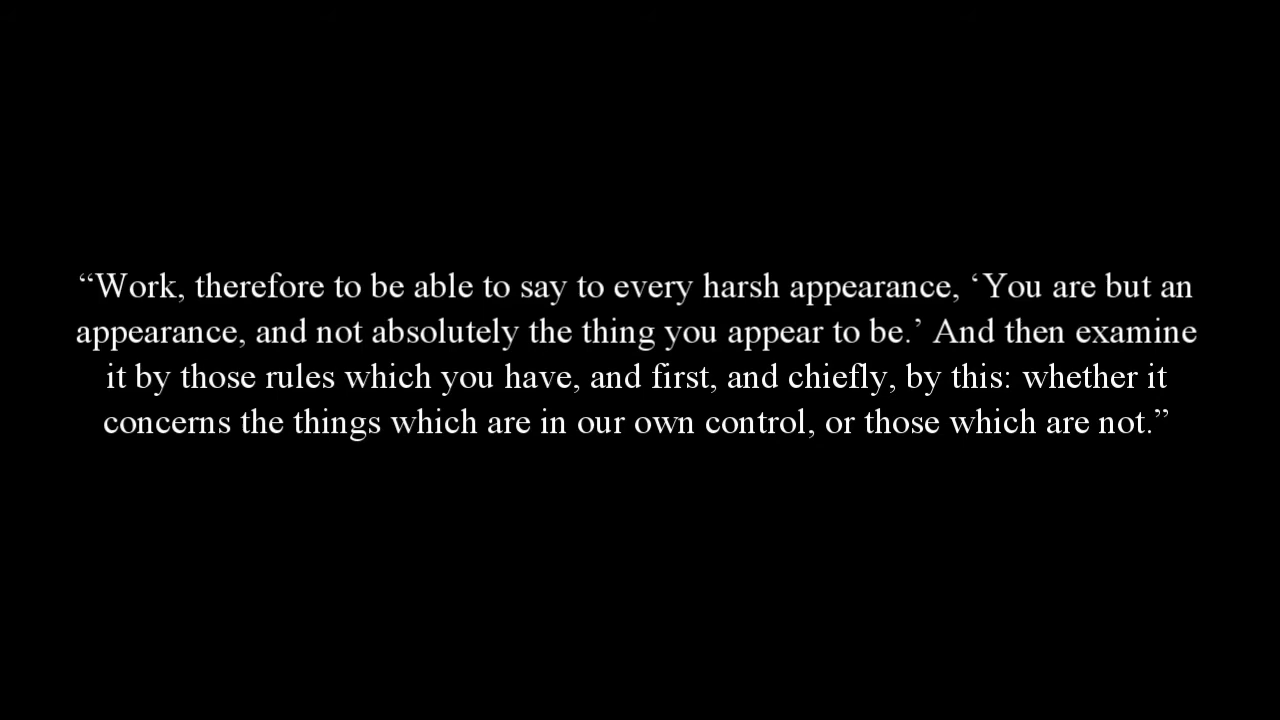 “Work, therefore to be able to say to every harsh appearance, ‘You are but an
appearance, and not absolutely the thing you appear to be.’ And then examine
it by those rules which you have, and first, and chiefly, by this: whether it
concerns the things which are in our own control, or those which are not.”